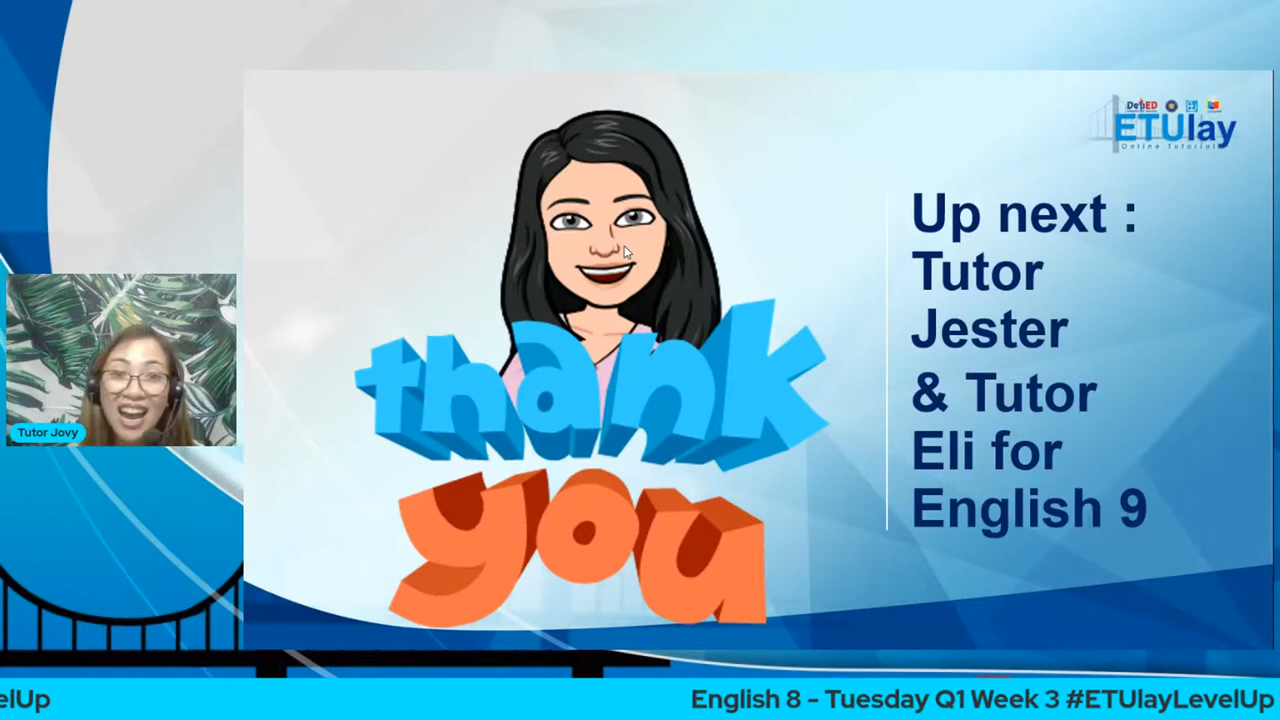 DepED
ETUlay
Online Tutorial
Up next :
Tutor
Jester
& Tutor
Eli for
English 9
thank
you
Tutor Jovy
elUp
English 8 - Tuesday Q1 Week 3 #ETUlayLevelUp